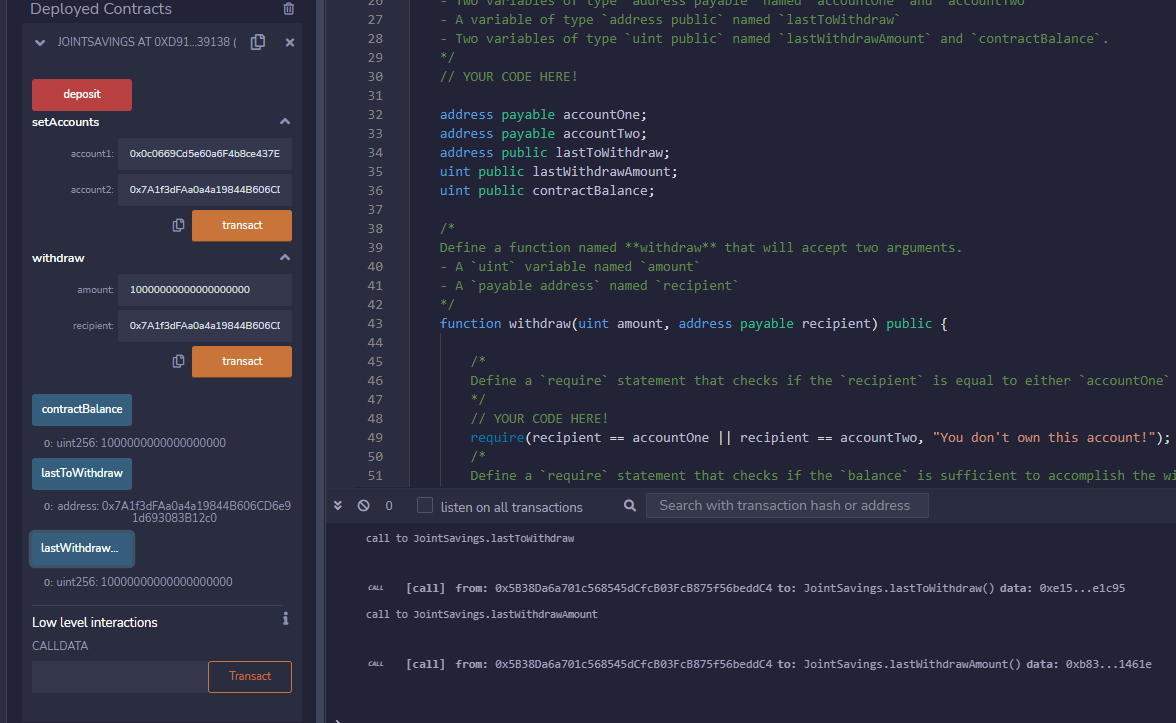 Deployed Contracts
JOINTSAVINGS AT 0XD91...39138 (
deposit
setAccounts
account1: 0x0c0669Cd5e60a6F4b8ce437E
account2: 0x7A1f3dFAa0a4a19844B606CD
transact
withdraw
amount: 10000000000000000000
recipient: 0x7A1f3dFAa0a4a19844B606CD
transact
contractBalance
0: uint256: 1000000000000000000
lastToWithdraw
0: address: 0x7A1f3dFAa0a4a19844B606CD6e9
1d693083B12c0
lastWithdraw...
0: uint256: 10000000000000000000
Low level interactions
CALLDATA
Transact
26 - Two variables of type `address payable` named `accountOne` and `accountTwo`
27 - A variable of type `address public` named `lastToWithdraw`
28 - Two variables of type `uint public` named `lastWithdrawAmount` and `contractBalance`.
29 */
30 // YOUR CODE HERE!
31
32 address payable accountOne;
33 address payable accountTwo;
34 address public lastToWithdraw;
35 uint public lastWithdrawAmount;
36 uint public contractBalance;
37
38 /*
39 Define a function named **withdraw** that will accept two arguments.
40 - A `uint` variable named `amount`
41 - A `payable address` named `recipient`
42 */
43 function withdraw(uint amount, address payable recipient) public {
44
45 /*
46 Define a `require` statement that checks if the `recipient` is equal to either `accountOne`
47 */
48 // YOUR CODE HERE!
49 require(recipient == accountOne || recipient == accountTwo, "You don't own this account!");
50 /*
51 Define a `require` statement that checks if the `balance` is sufficient to accomplish the wi
0 listen on all transactions Search with transaction hash or address
call to JointSavings.lastToWithdraw
CALL [call] from: 0x5B38Da6a701c568545dCfcB03FcB875f56beddC4 to: JointSavings.lastToWithdraw() data: 0xe15...e1c95
call to JointSavings.lastWithdrawAmount
CALL [call] from: 0x5B38Da6a701c568545dCfcB03FcB875f56beddC4 to: JointSavings.lastWithdrawAmount() data: 0xb83...1461e